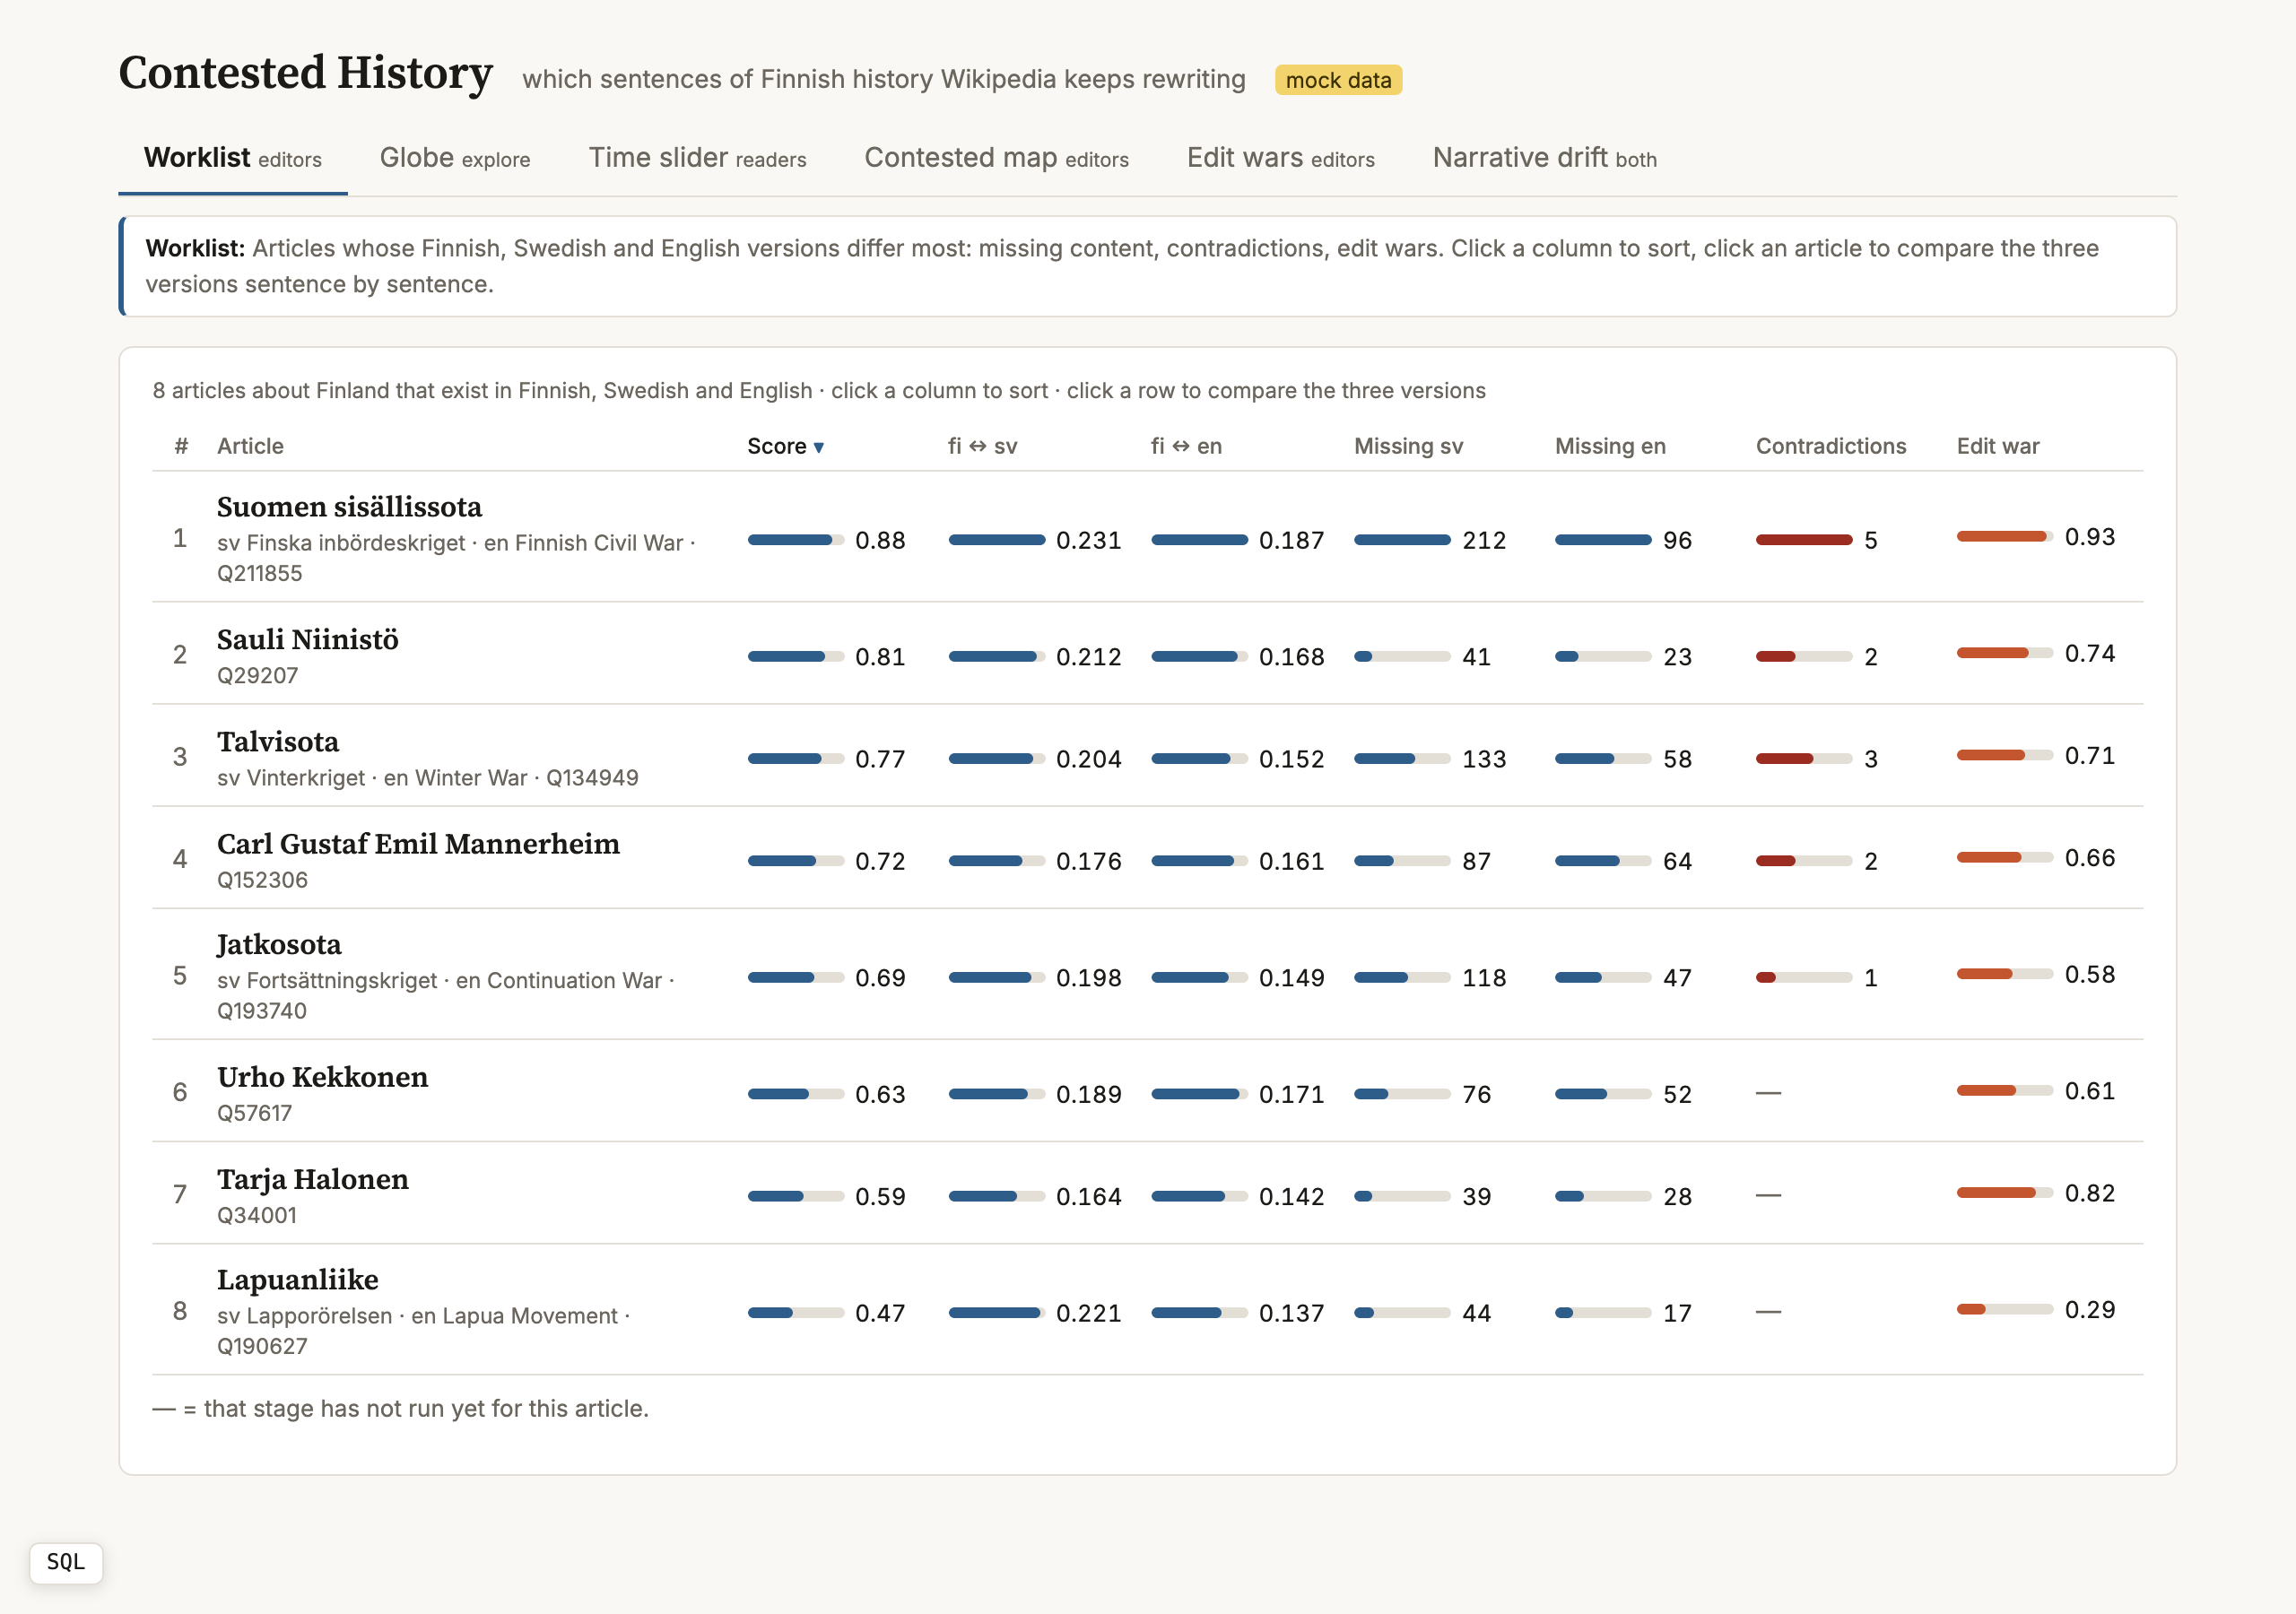 Contested History which sentences of Finnish history Wikipedia keeps rewriting mock data
Worklist editors Globe explore Time slider readers Contested map editors Edit wars editors Narrative drift both
Worklist: Articles whose Finnish, Swedish and English versions differ most: missing content, contradictions, edit wars. Click a column to sort, click an article to compare the three
versions sentence by sentence.
8 articles about Finland that exist in Finnish, Swedish and English · click a column to sort · click a row to compare the three versions
# Article Score ▼ fi ↔ sv fi ↔ en Missing sv Missing en Contradictions Edit war
Suomen sisällissota
1 sv Finska inbördeskriget · en Finnish Civil War · 0.88 0.231 0.187 212 96 5 0.93
Q211855
Sauli Niinistö
2 0.81 0.212 0.168 41 23 2 0.74
Q29207
Talvisota
3 0.77 0.204 0.152 133 58 3 0.71
sv Vinterkriget · en Winter War · Q134949
Carl Gustaf Emil Mannerheim
4 0.72 0.176 0.161 87 64 2 0.66
Q152306
Jatkosota
5 sv Fortsättningskriget · en Continuation War · 0.69 0.198 0.149 118 47 1 0.58
Q193740
Urho Kekkonen
6 0.63 0.189 0.171 76 52 — 0.61
Q57617
Tarja Halonen
7 0.59 0.164 0.142 39 28 — 0.82
Q34001
Lapuanliike
8 sv Lapporörelsen · en Lapua Movement · 0.47 0.221 0.137 44 17 — 0.29
Q190627
— = that stage has not run yet for this article.
SQL